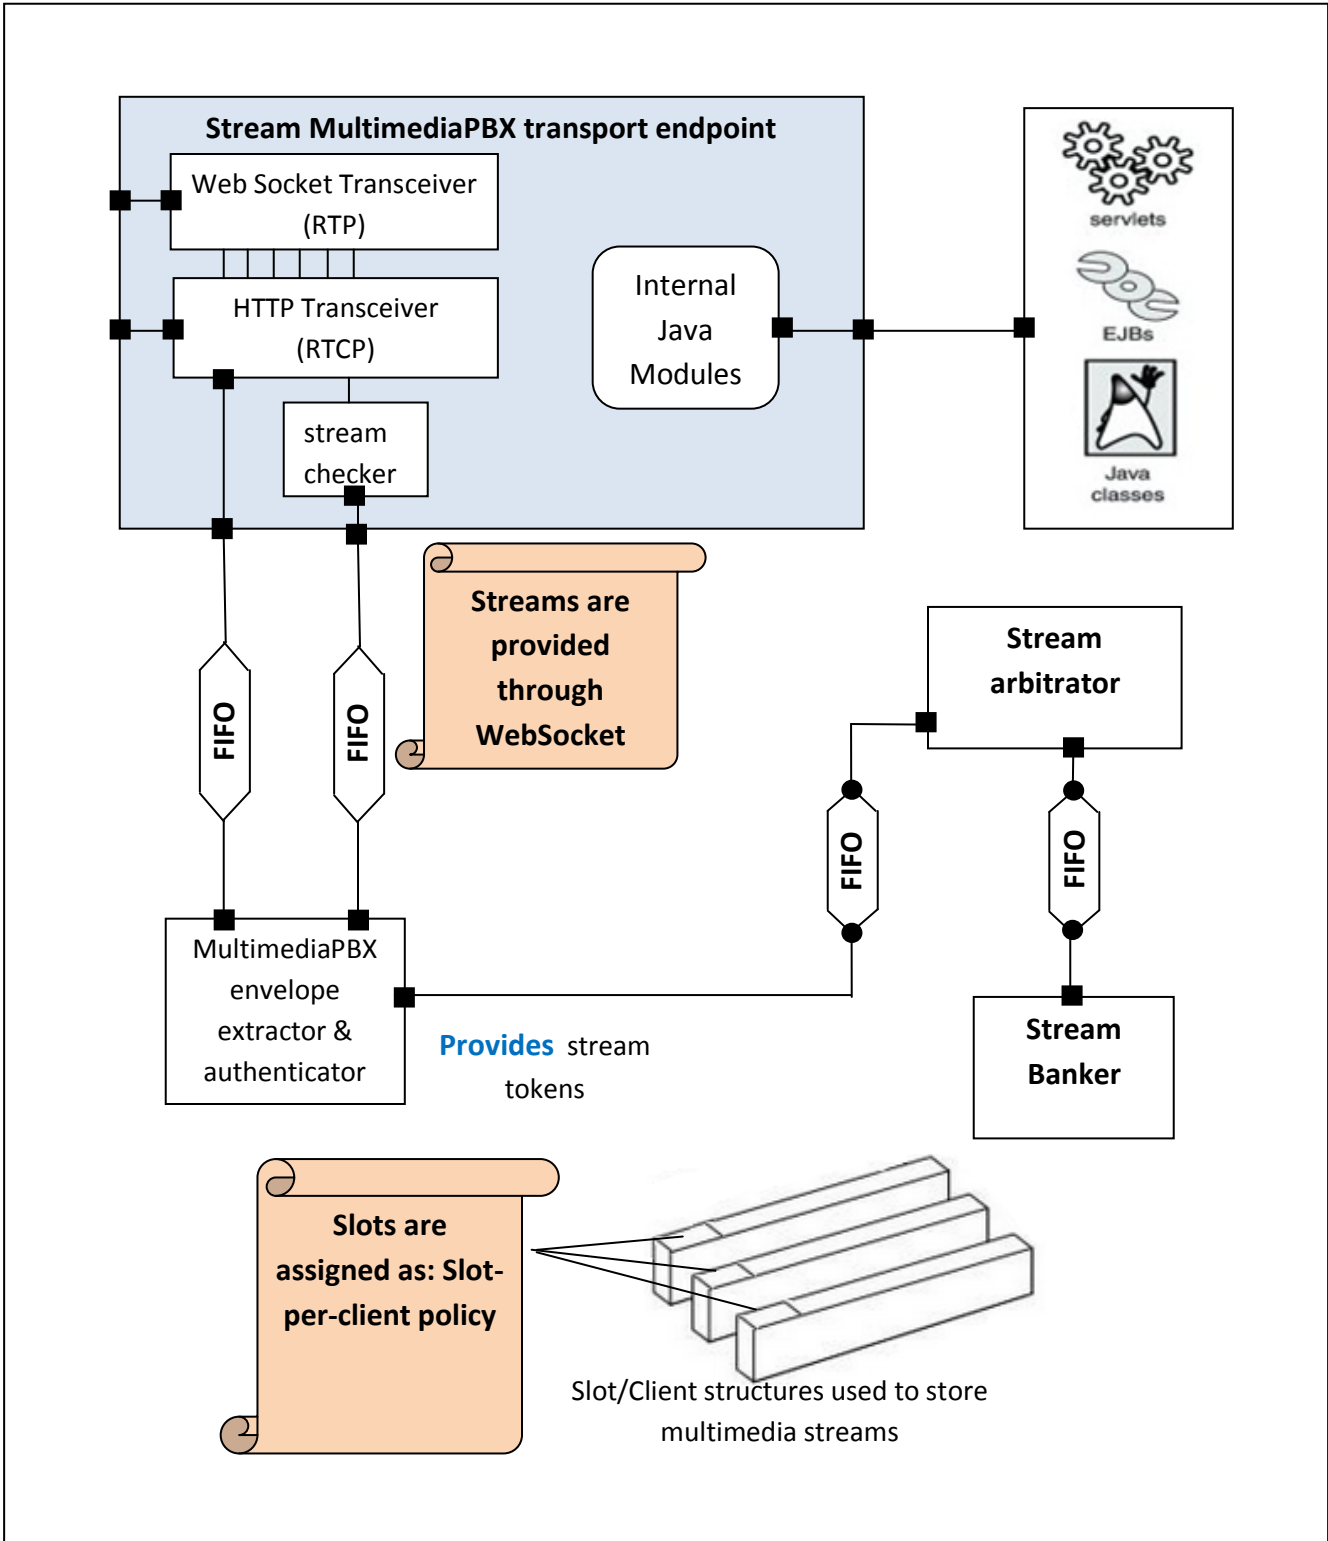 Stream MultimediaPBX transport endpoint
Web Socket Transceiver
(RTP)
HTTP Transceiver
(RTCP)
stream
checker
Internal
Java
Modules
servlets
EJBs
Java
classes
FIFO
FIFO
Streams are
provided
through
WebSocket
Stream
arbitrator
FIFO
FIFO
MultimediaPBX
envelope
extractor &
authenticator
Provides stream
tokens
Stream
Banker
Slots are
assigned as: Slot-
per-client policy
Slot/Client structures used to store
multimedia streams